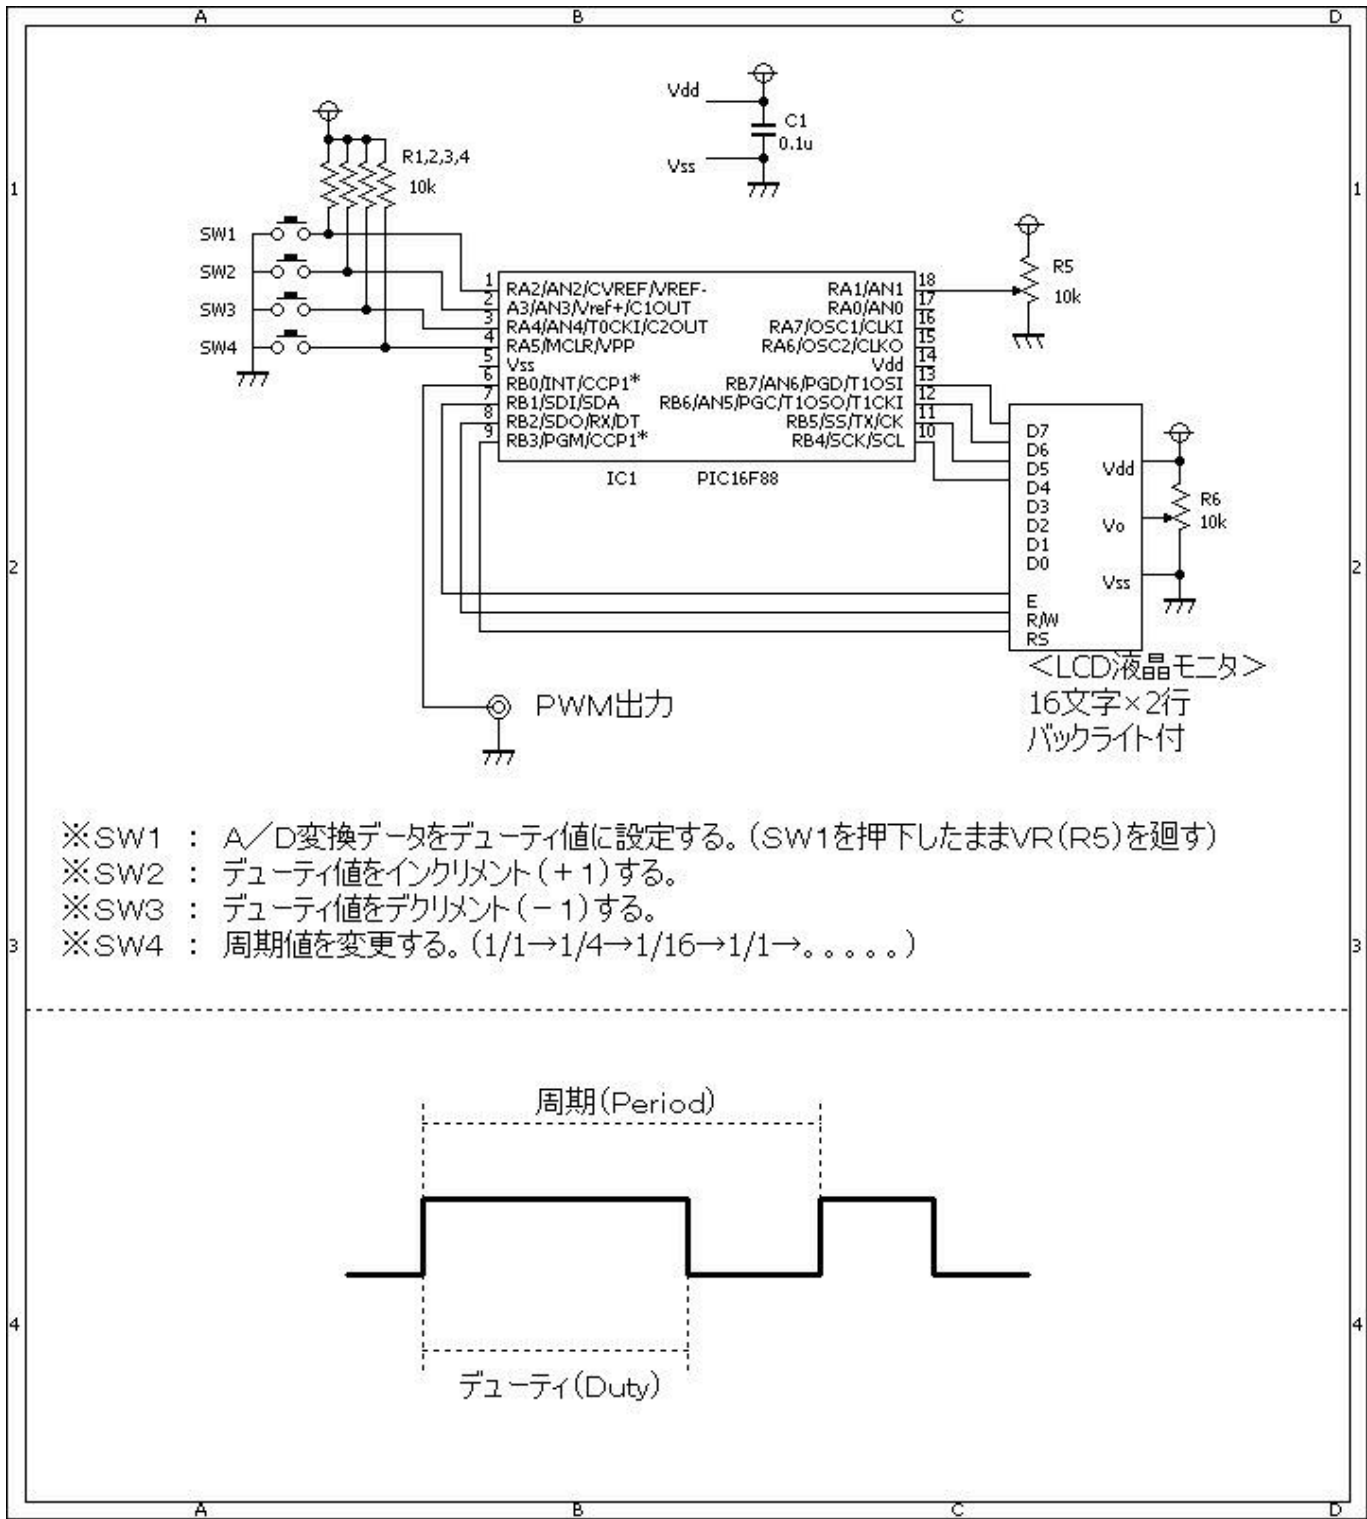 A B C D
Vdd
C1
0.1u
Vss
R1,2,3,4
10k
1 1
SW1
SW2
SW3
SW4
R5
10k
1 RA2/AN2/CVREF/VREF- RA1/AN1 18
2 A3/AN3/Vref+/C1OUT RA0/AN0 17
3 RA4/AN4/T0CKI/C2OUT RA7/OSC1/CLKI 16
4 RA5/MCLR/VPP RA6/OSC2/CLKO 15
5 Vss Vdd 14
6 RB0/INT/CCP1* RB7/AN6/PGD/T1OSI 13
7 RB1/SDI/SDA RB6/AN5/PGC/T1OSO/T1CKI 12
8 RB2/SDO/RX/DT RB5/SS/TX/CK 11
9 RB3/PGM/CCP1* RB4/SCK/SCL 10
IC1 PIC16F88
D7
D6
D5 Vdd
D4
D3 R6
D2 Vo 10k
D1
D0
2 2
Vss
E
R/W
RS
<LCD液晶モニタ>
16文字×2行
バックライト付
PWM出力
※SW1 : A/D変換データをデューティ値に設定する。(SW1を押下したままVR(R5)を廻す)
※SW2 : デューティ値をインクリメント(+1)する。
※SW3 : デューティ値をデクリメント(-1)する。
※SW4 : 周期値を変更する。(1/1→1/4→1/16→1/1→。。。。。)
3 3
周期(Period)
4 4
デューティ(Duty)
A B C D